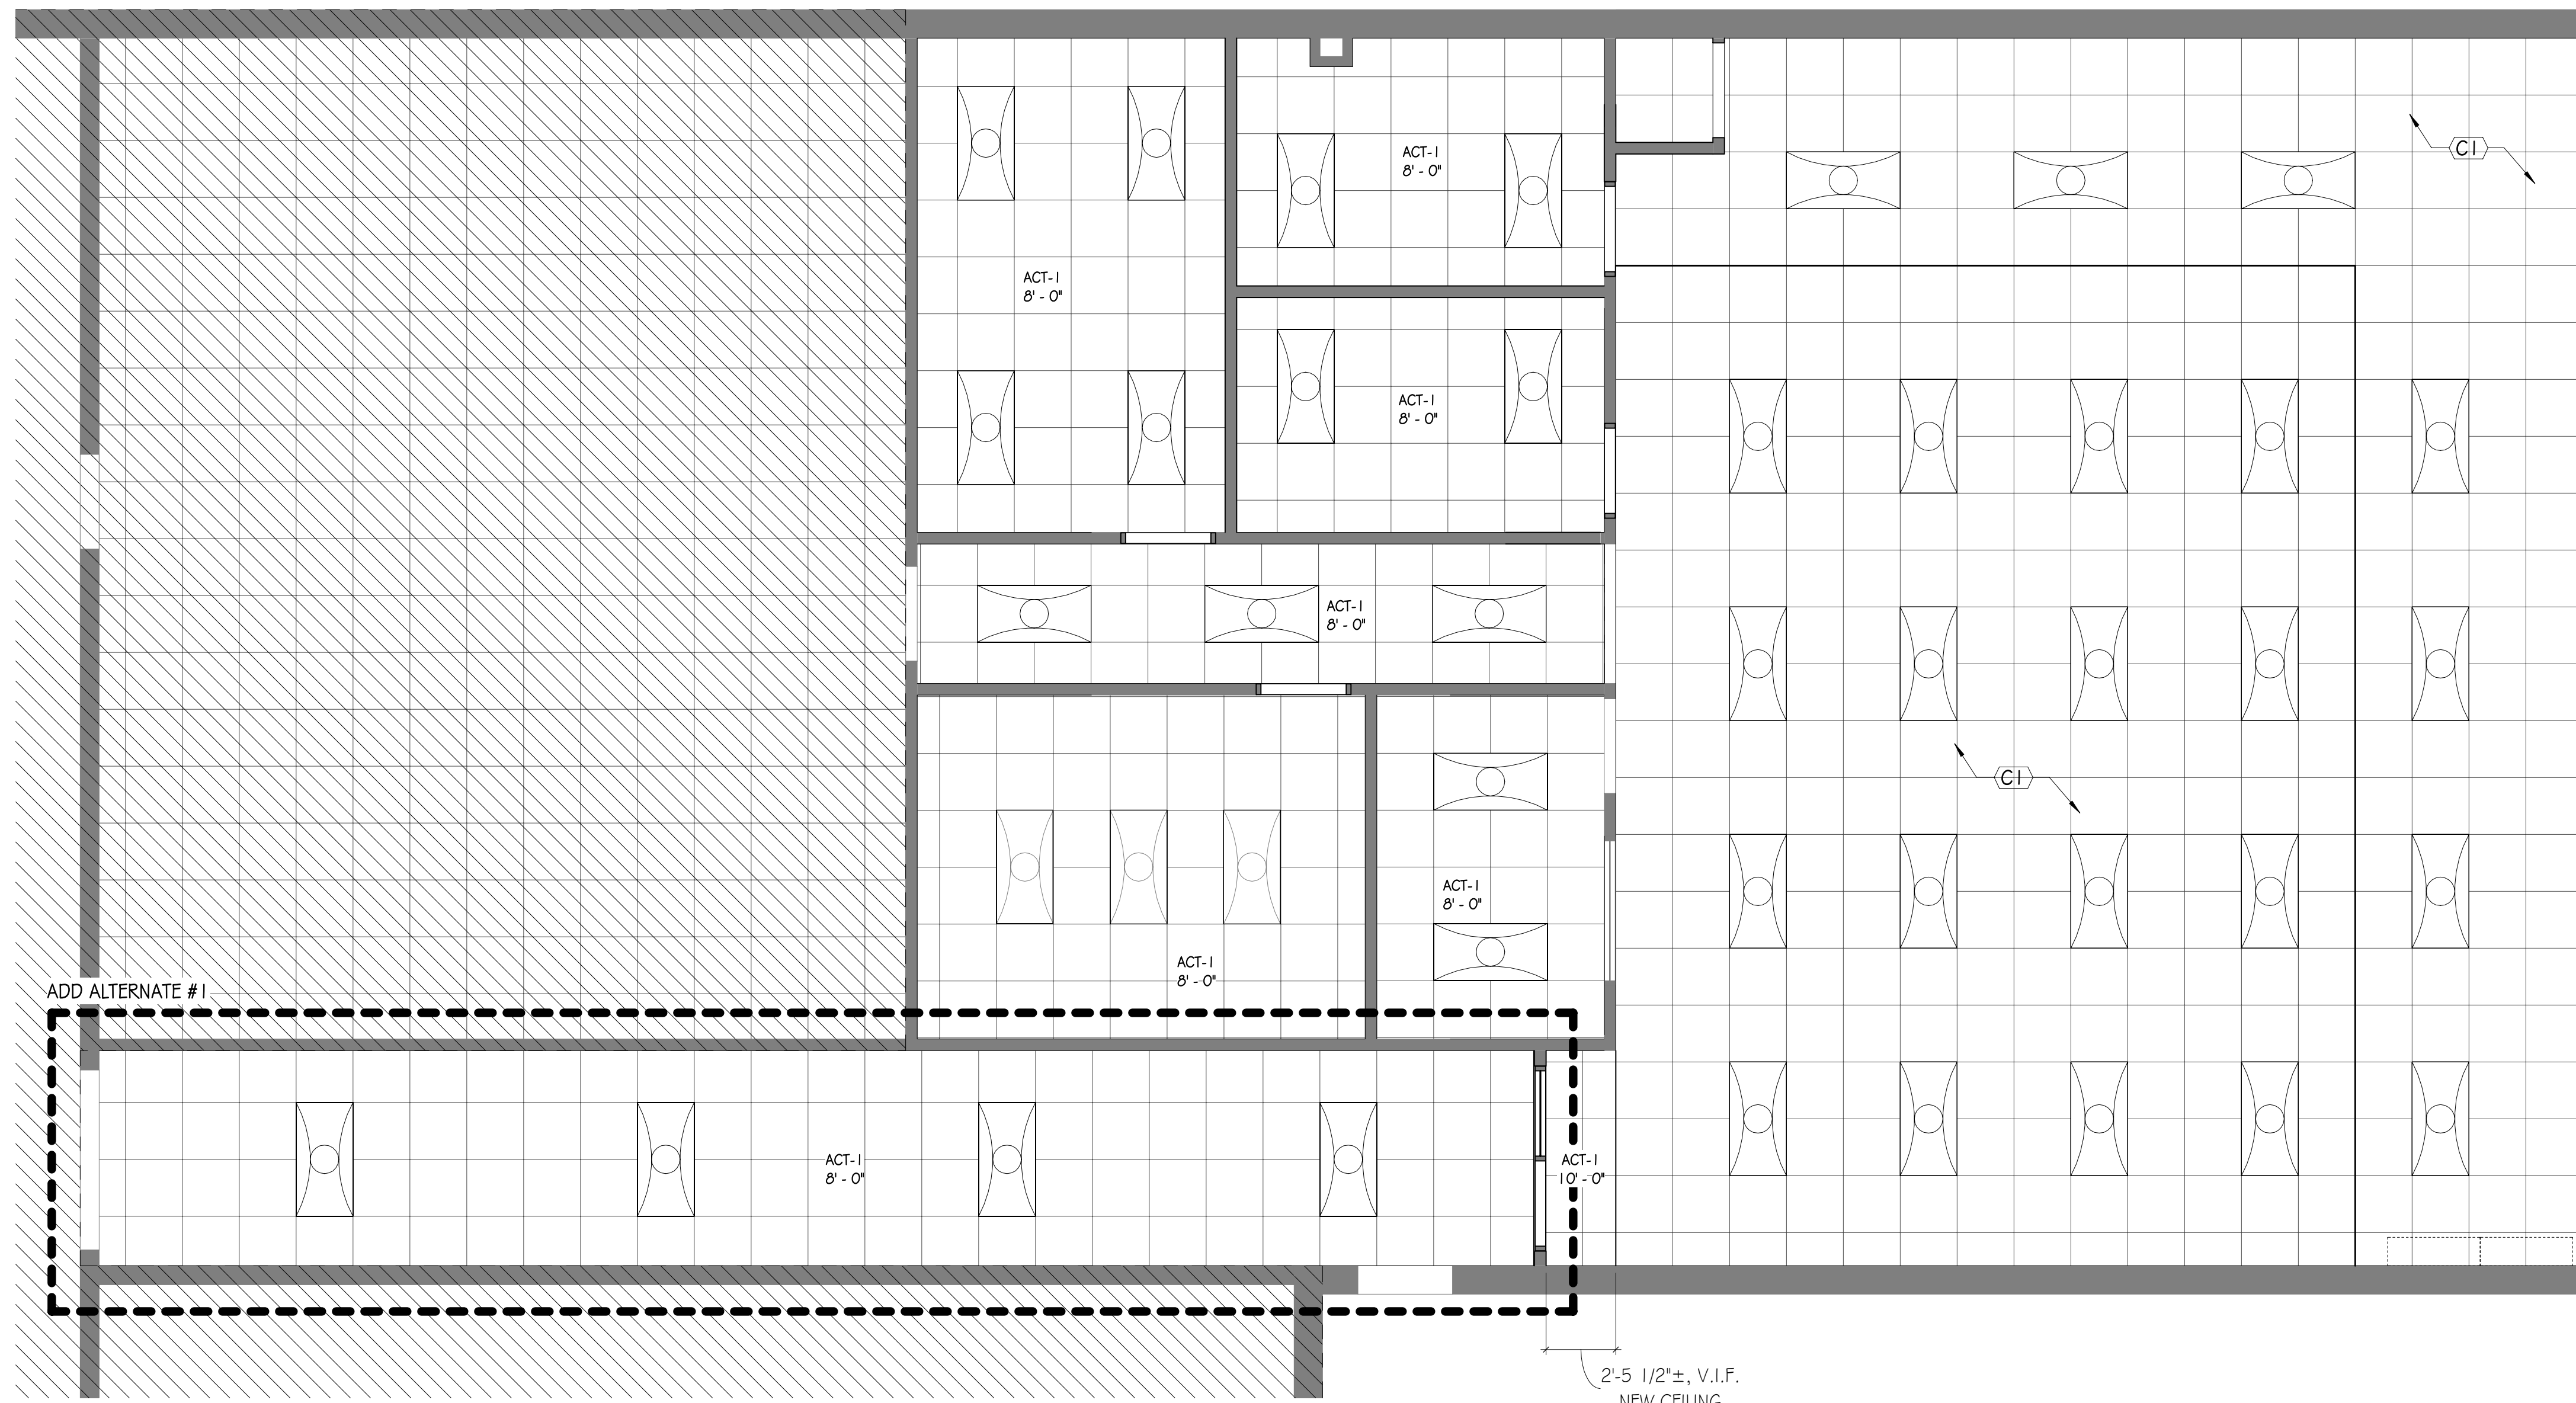 ACT-1
8' - 0"
C1
ACT-1
8' - 0"
ACT-1
8' - 0"
ACT-1
8' - 0"
C1
ACT-1
8' - 0"
ACT-1
8' - 0"
ADD ALTERNATE #1
ACT-1
8' - 0"
ACT-1
10' - 0"
2'-5 1/2"±, V.I.F.
NEW CEILING